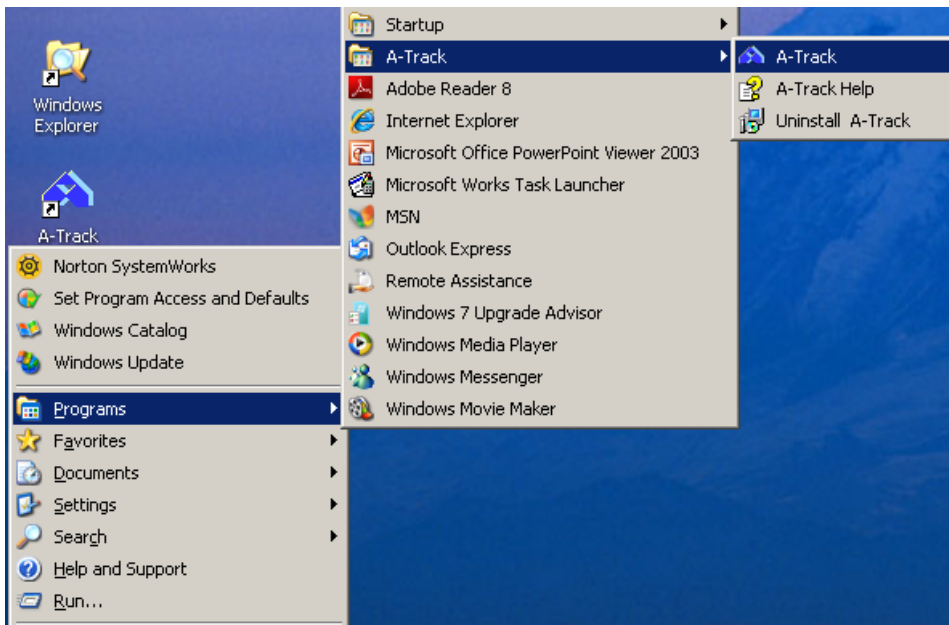 Windows
Explorer
A-Track
Norton SystemWorks
Set Program Access and Defaults
Windows Catalog
Windows Update
Programs
Favorites
Documents
Settings
Search
Help and Support
Run...
Startup
A-Track
Adobe Reader 8
Internet Explorer
Microsoft Office PowerPoint Viewer 2003
Microsoft Works Task Launcher
MSN
Outlook Express
Remote Assistance
Windows 7 Upgrade Advisor
Windows Media Player
Windows Messenger
Windows Movie Maker
A-Track
A-Track Help
Uninstall A-Track